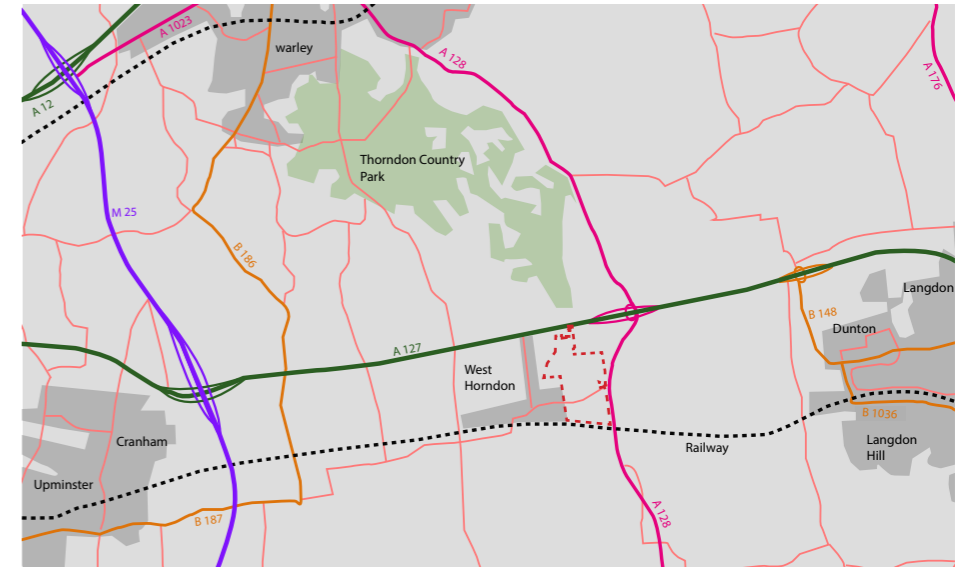 A 1023
warley
A 128
A 176
A 12
Thorndon Country
Park
M 25
B 186
Langdon
B 148
Dunton
A 127
West
Horndon
B 1036
Cranham
Railway
Langdon
Hill
Upminster
A 128
B 187